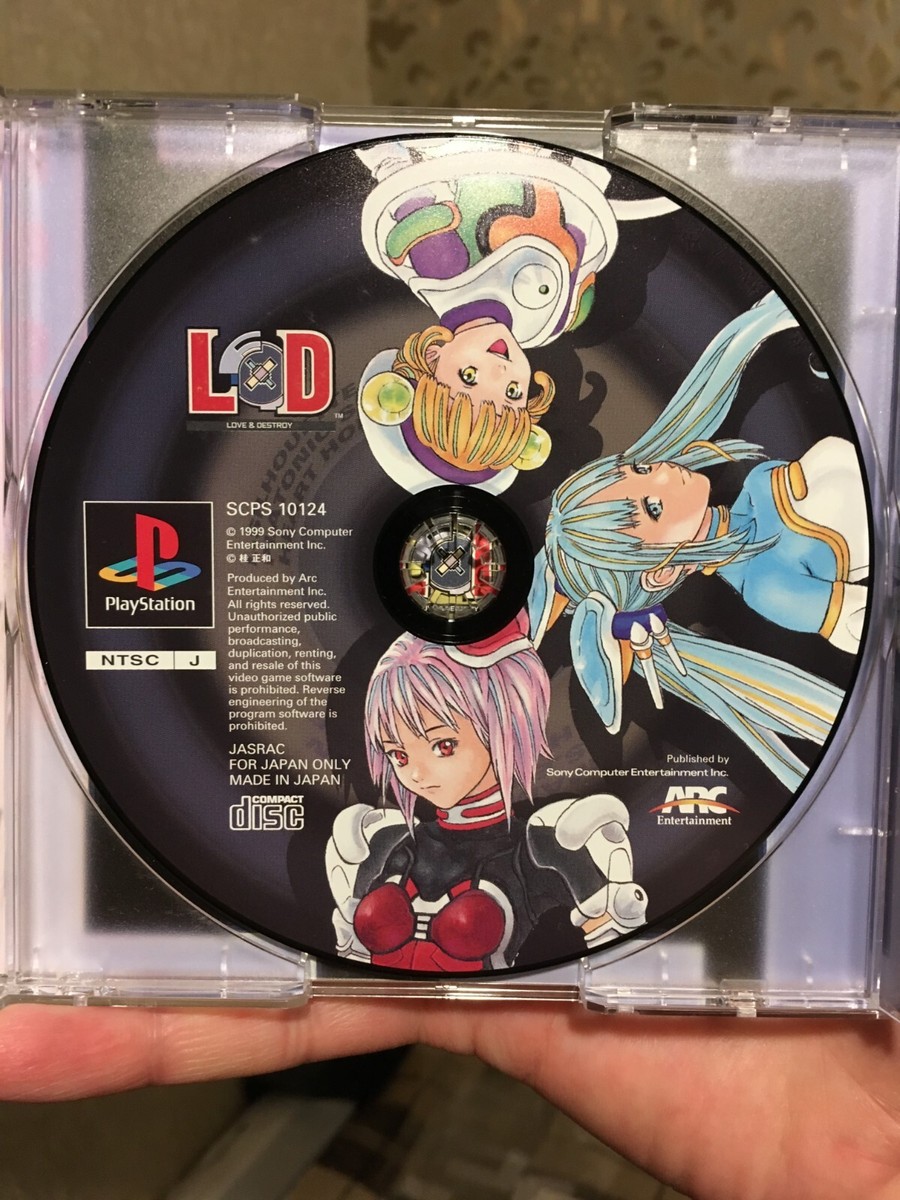 LOD
TM
LOVE & DESTROY
SCPS 10124
© 1999 Sony Computer
Entertainment Inc.
© 桂 正和
Produced by Arc
Entertainment Inc.
All rights reserved.
Unauthorized public
performance,
broadcasting,
duplication, renting,
and resale of this
video game software
is prohibited. Reverse
engineering of the
program software is
prohibited.
PlayStation
NTSC J
JASRAC
FOR JAPAN ONLY
MADE IN JAPAN
COMPACT
disc
Published by
Sony Computer Entertainment Inc.
ARC
Entertainment